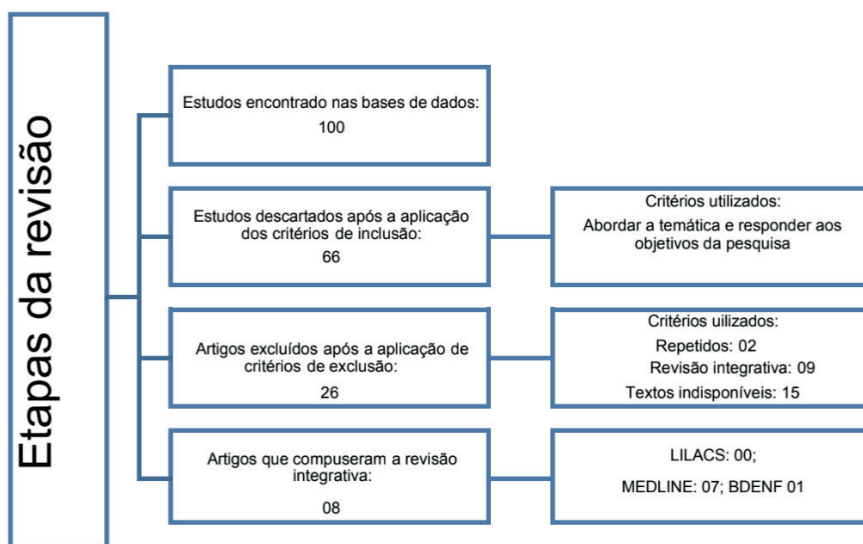 Etapas da revisão
Estudos encontrado nas bases de dados:
100
Estudos descartados após a aplicação
dos critérios de inclusão:
66
Critérios utilizados:
Abordar a temática e responder aos
objetivos da pesquisa
Artigos excluídos após a aplicação de
critérios de exclusão:
26
Critérios uilizados:
Repetidos: 02
Revisão integrativa: 09
Textos indisponíveis: 15
Artigos que compuseram a revisão
integrativa:
08
LILACS: 00;
MEDLINE: 07; BDENF 01